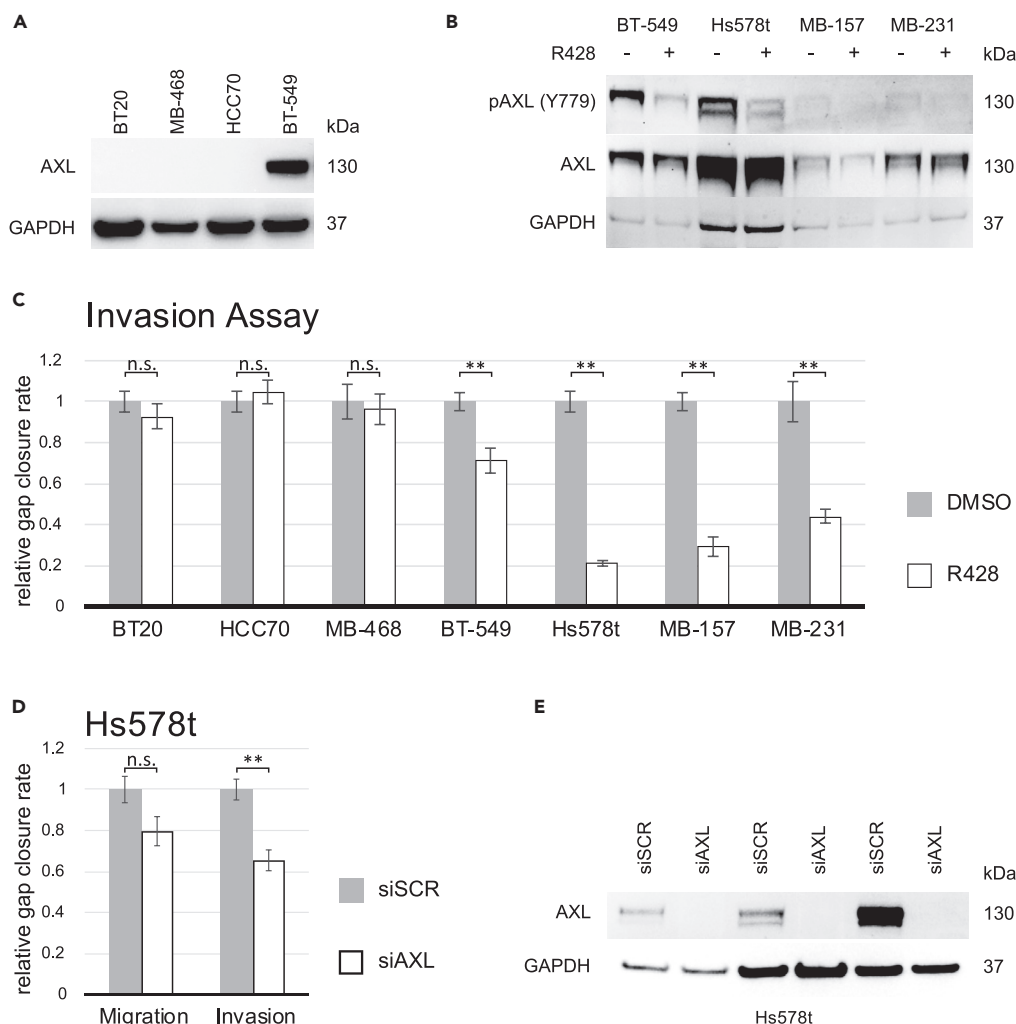 A
BT20 MB-468 HCC70 BT-549 kDa
AXL 130
GAPDH 37
B
BT-549 Hs578t MB-157 MB-231
R428 - + - + - + - + kDa
pAXL (Y779) 130
AXL 130
GAPDH 37
C
Invasion Assay
relative gap closure rate
1.2
1
0.8
0.6
0.4
0.2
0
n.s. n.s. n.s. ** ** ** **
BT20 HCC70 MB-468 BT-549 Hs578t MB-157 MB-231
DMSO
R428
D
Hs578t
relative gap closure rate
1.2
1
0.8
0.6
0.4
0.2
0
n.s. **
Migration Invasion
siSCR
siAXL
E
siSCR siAXL siSCR siAXL siSCR siAXL kDa
AXL 130
GAPDH 37
Hs578t